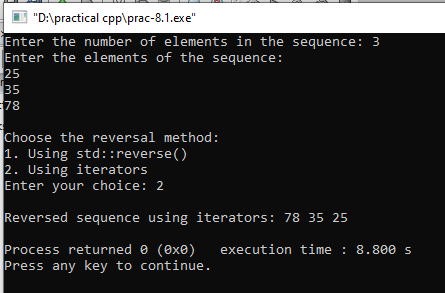 "D:\practical cpp\prac-8.1.exe"
Enter the number of elements in the sequence: 3
Enter the elements of the sequence:
25
35
78
Choose the reversal method:
1. Using std::reverse()
2. Using iterators
Enter your choice: 2
Reversed sequence using iterators: 78 35 25
Process returned 0 (0x0)   execution time : 8.800 s
Press any key to continue.